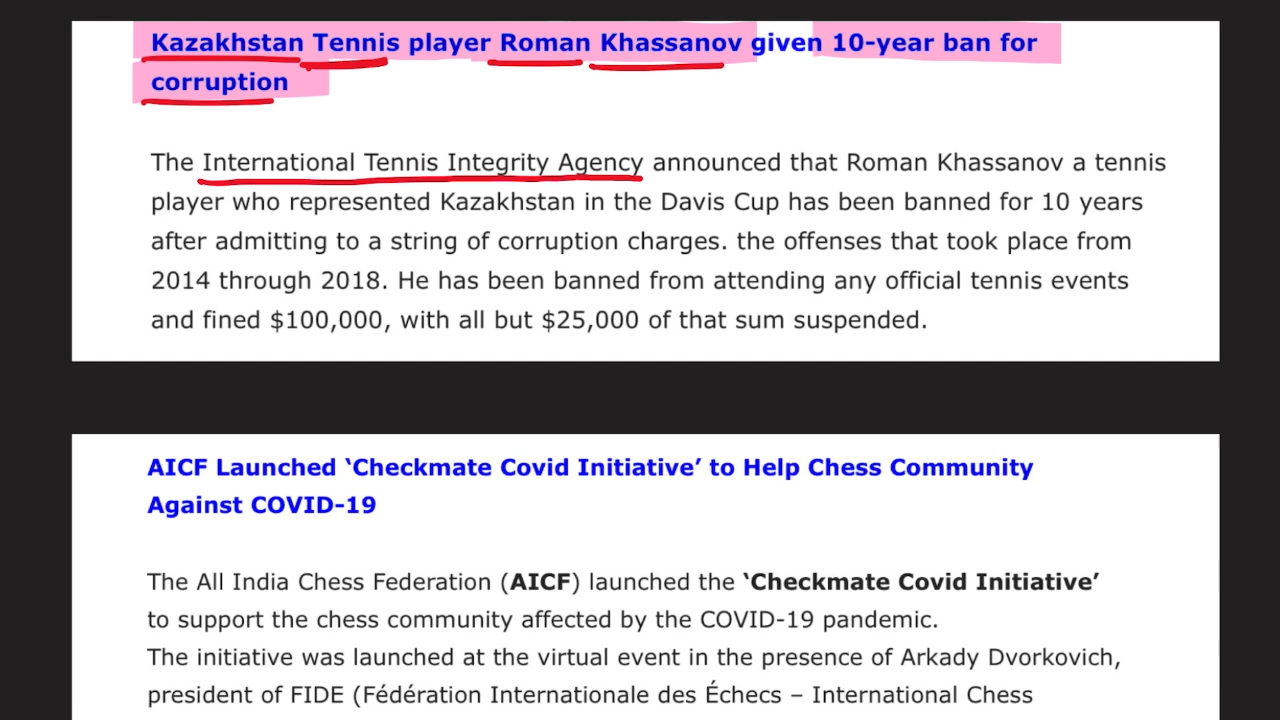 Kazakhstan Tennis player Roman Khassanov given 10-year ban for
corruption
The International Tennis Integrity Agency announced that Roman Khassanov a tennis
player who represented Kazakhstan in the Davis Cup has been banned for 10 years
after admitting to a string of corruption charges. the offenses that took place from
2014 through 2018. He has been banned from attending any official tennis events
and fined $100,000, with all but $25,000 of that sum suspended.
AICF Launched ‘Checkmate Covid Initiative’ to Help Chess Community
Against COVID-19
The All India Chess Federation (AICF) launched the ‘Checkmate Covid Initiative’
to support the chess community affected by the COVID-19 pandemic.
The initiative was launched at the virtual event in the presence of Arkady Dvorkovich,
president of FIDE (Fédération Internationale des Échecs – International Chess